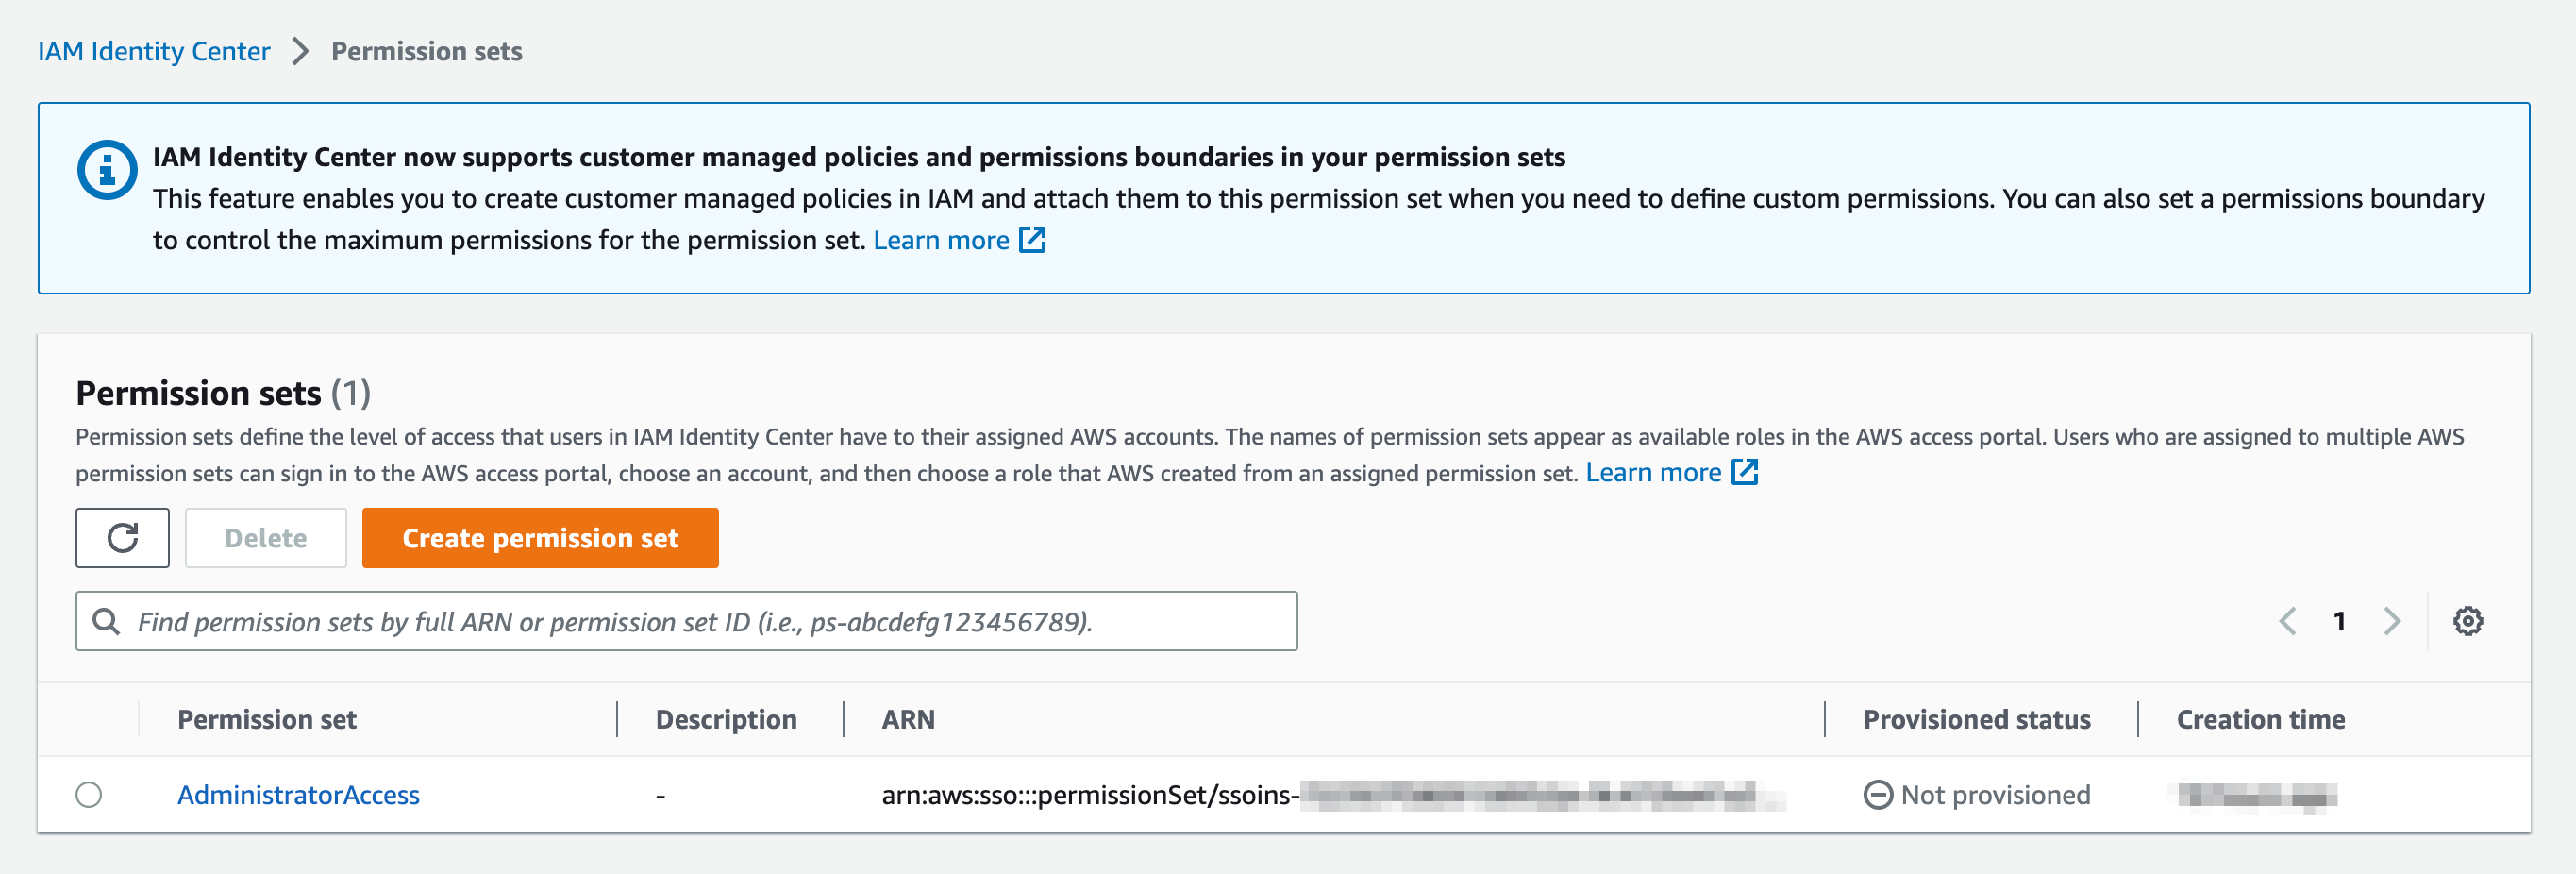 IAM Identity Center > Permission sets
IAM Identity Center now supports customer managed policies and permissions boundaries in your permission sets
This feature enables you to create customer managed policies in IAM and attach them to this permission set when you need to define custom permissions. You can also set a permissions boundary
to control the maximum permissions for the permission set. Learn more
Permission sets (1)
Permission sets define the level of access that users in IAM Identity Center have to their assigned AWS accounts. The names of permission sets appear as available roles in the AWS access portal. Users who are assigned to multiple AWS
permission sets can sign in to the AWS access portal, choose an account, and then choose a role that AWS created from an assigned permission set. Learn more
Delete Create permission set
Find permission sets by full ARN or permission set ID (i.e., ps-abcdefg123456789).
1
Permission set Description ARN Provisioned status Creation time
AdministratorAccess - arn:aws:sso:::permissionSet/ssoins- Not provisioned